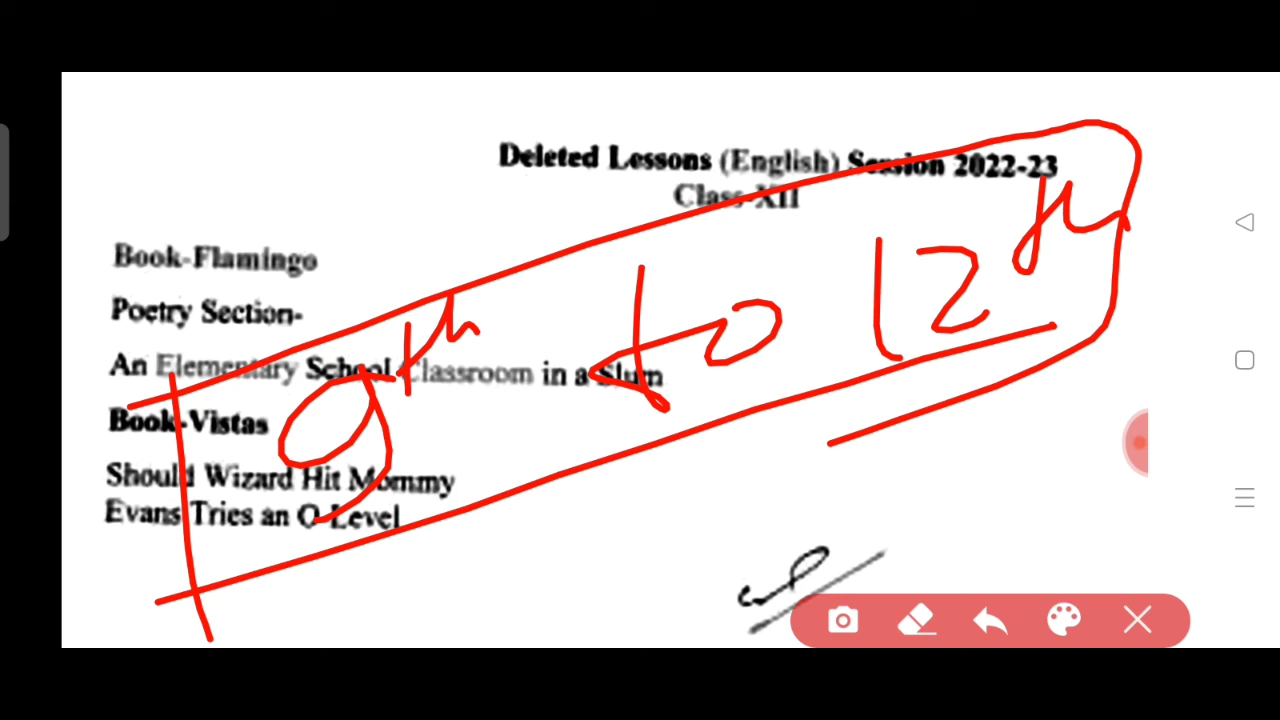 Deleted Lessons (English) Session 2022-23
Class-XII
Book-Flamingo
Poetry Section-
An Elementary School Classroom in a Slum
Book-Vistas
Should Wizard Hit Mommy
Evans Tries an O-Level
9th to 12th